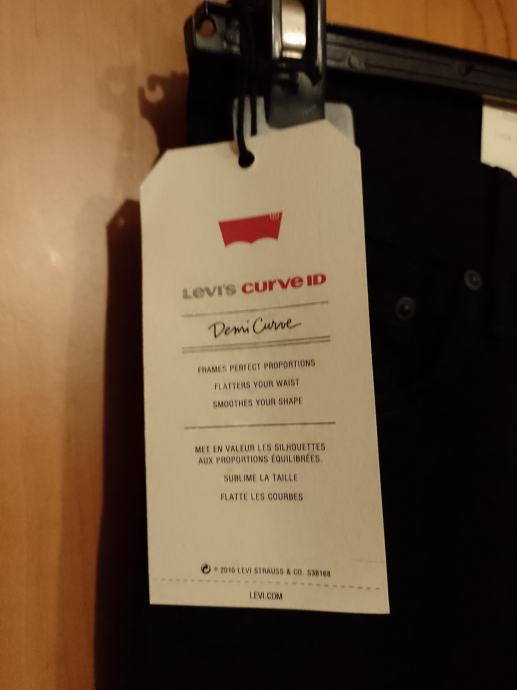 LEVI'S CURVE ID
Demi Curve
FRAMES PERFECT PROPORTIONS
FLATTERS YOUR WAIST
SMOOTHES YOUR SHAPE
MET EN VALEUR LES SILHOUETTES
AUX PROPORTIONS ÉQUILIBRÉES.
SUBLIME LA TAILLE
FLATTE LES COURBES
© 2010 LEVI STRAUSS & CO. S38168
LEVI.COM